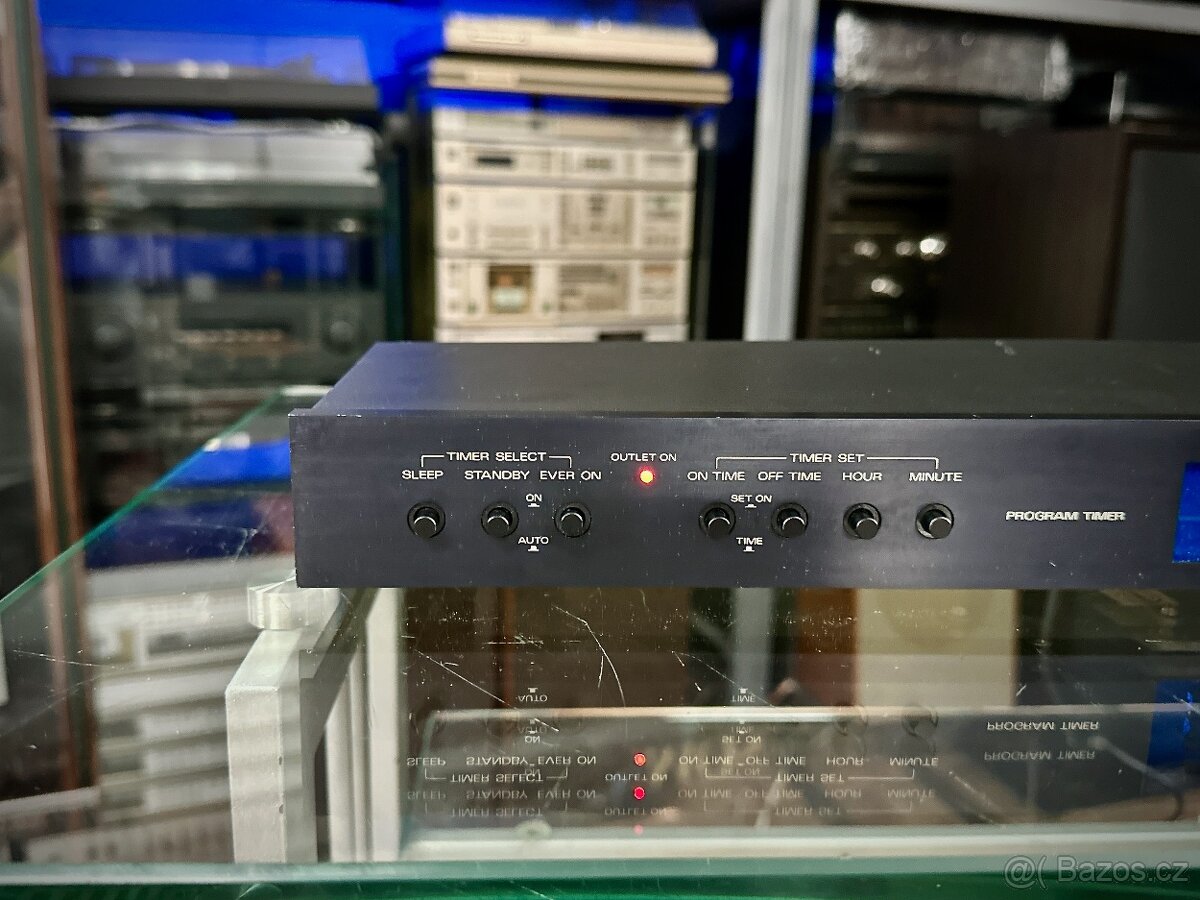 TIMER SELECT
SLEEP STANDBY EVER ON
ON
AUTO
OUTLET ON
TIMER SET
ON TIME OFF TIME HOUR MINUTE
SET ON
TIME
PROGRAM TIMER
@( Bazos.cz